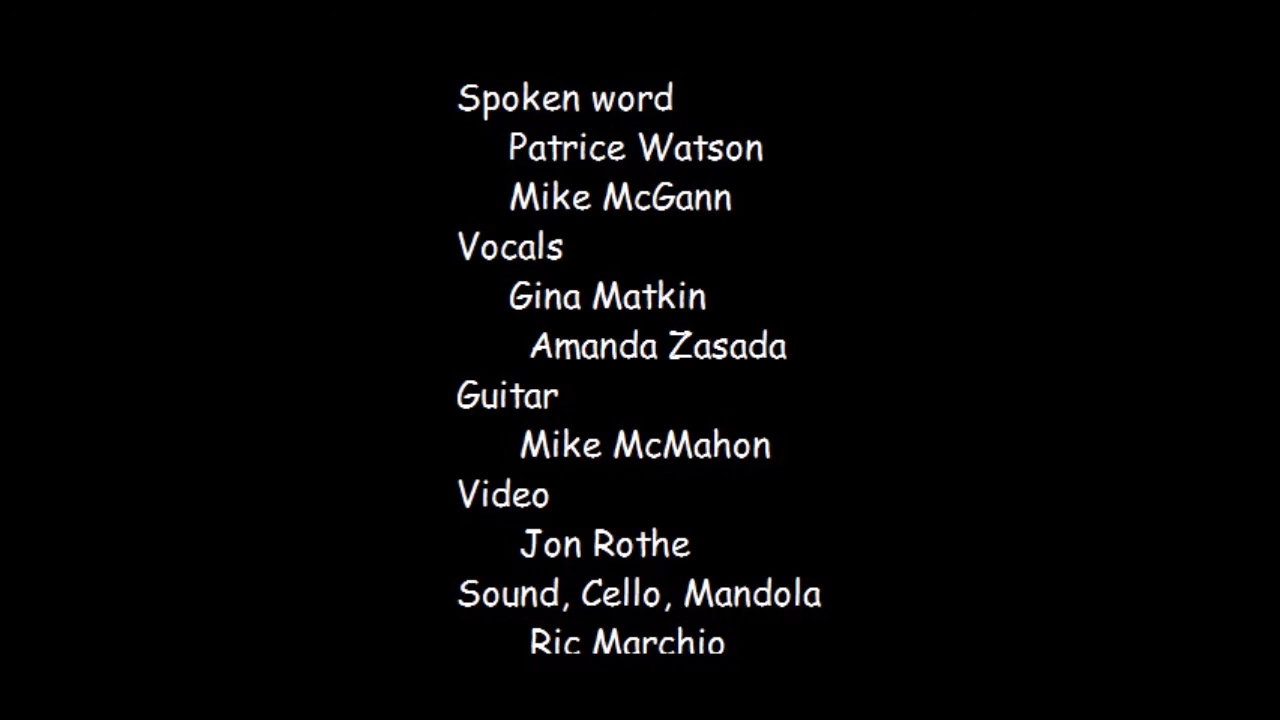 Spoken word
Patrice Watson
Mike McGann
Vocals
Gina Matkin
Amanda Zasada
Guitar
Mike McMahon
Video
Jon Rothe
Sound, Cello, Mandola
Ric Marchio